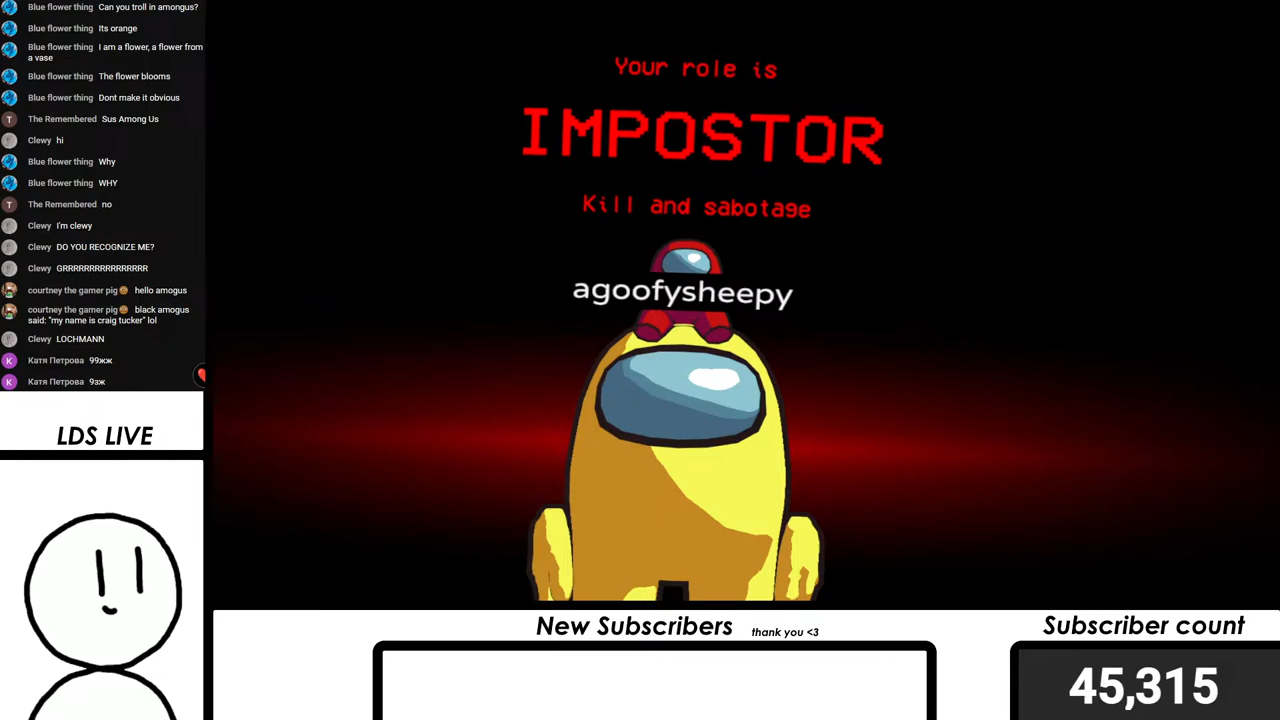 Blue flower thing Can you troll in amongus?
Blue flower thing Its orange
Blue flower thing I am a flower, a flower from
a vase
Blue flower thing The flower blooms
Blue flower thing Dont make it obvious
T The Remembered Sus Among Us
Clewy hi
Blue flower thing Why
Blue flower thing WHY
T The Remembered no
Clewy I'm clewy
Clewy DO YOU RECOGNIZE ME?
Clewy GRRRRRRRRRRRRRRR
courtney the gamer pig hello amogus
courtney the gamer pig black amogus
said: "my name is craig tucker" lol
Clewy LOCHMANN
К Катя Петрова 99жж
К Катя Петрова 9зж
LDS LIVE
Your role is
IMPOSTOR
Kill and sabotage
agoofysheepy
New Subscribers thank you <3
Subscriber count
45,315